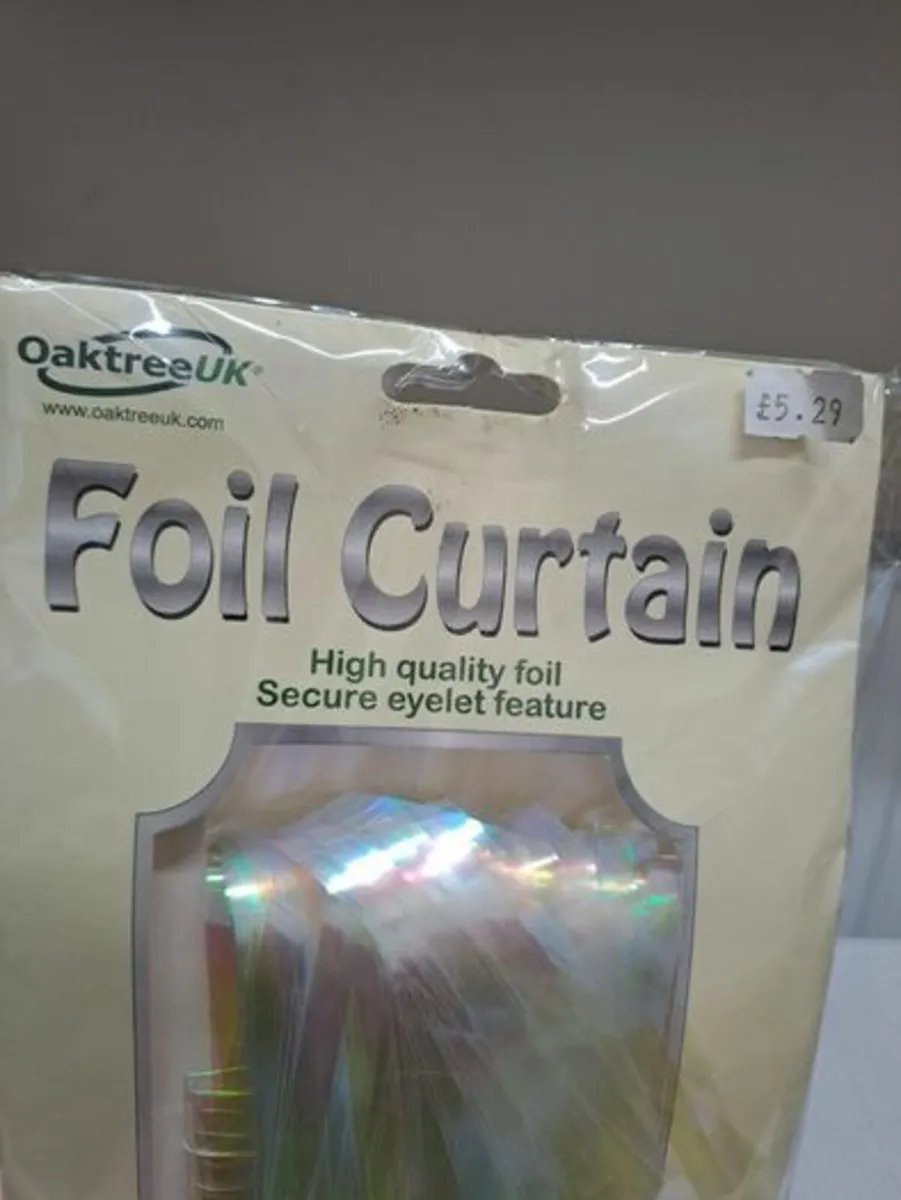 OaktreeUK®
www.oaktreeuk.com
£5.29
Foil Curtain
High quality foil
Secure eyelet feature